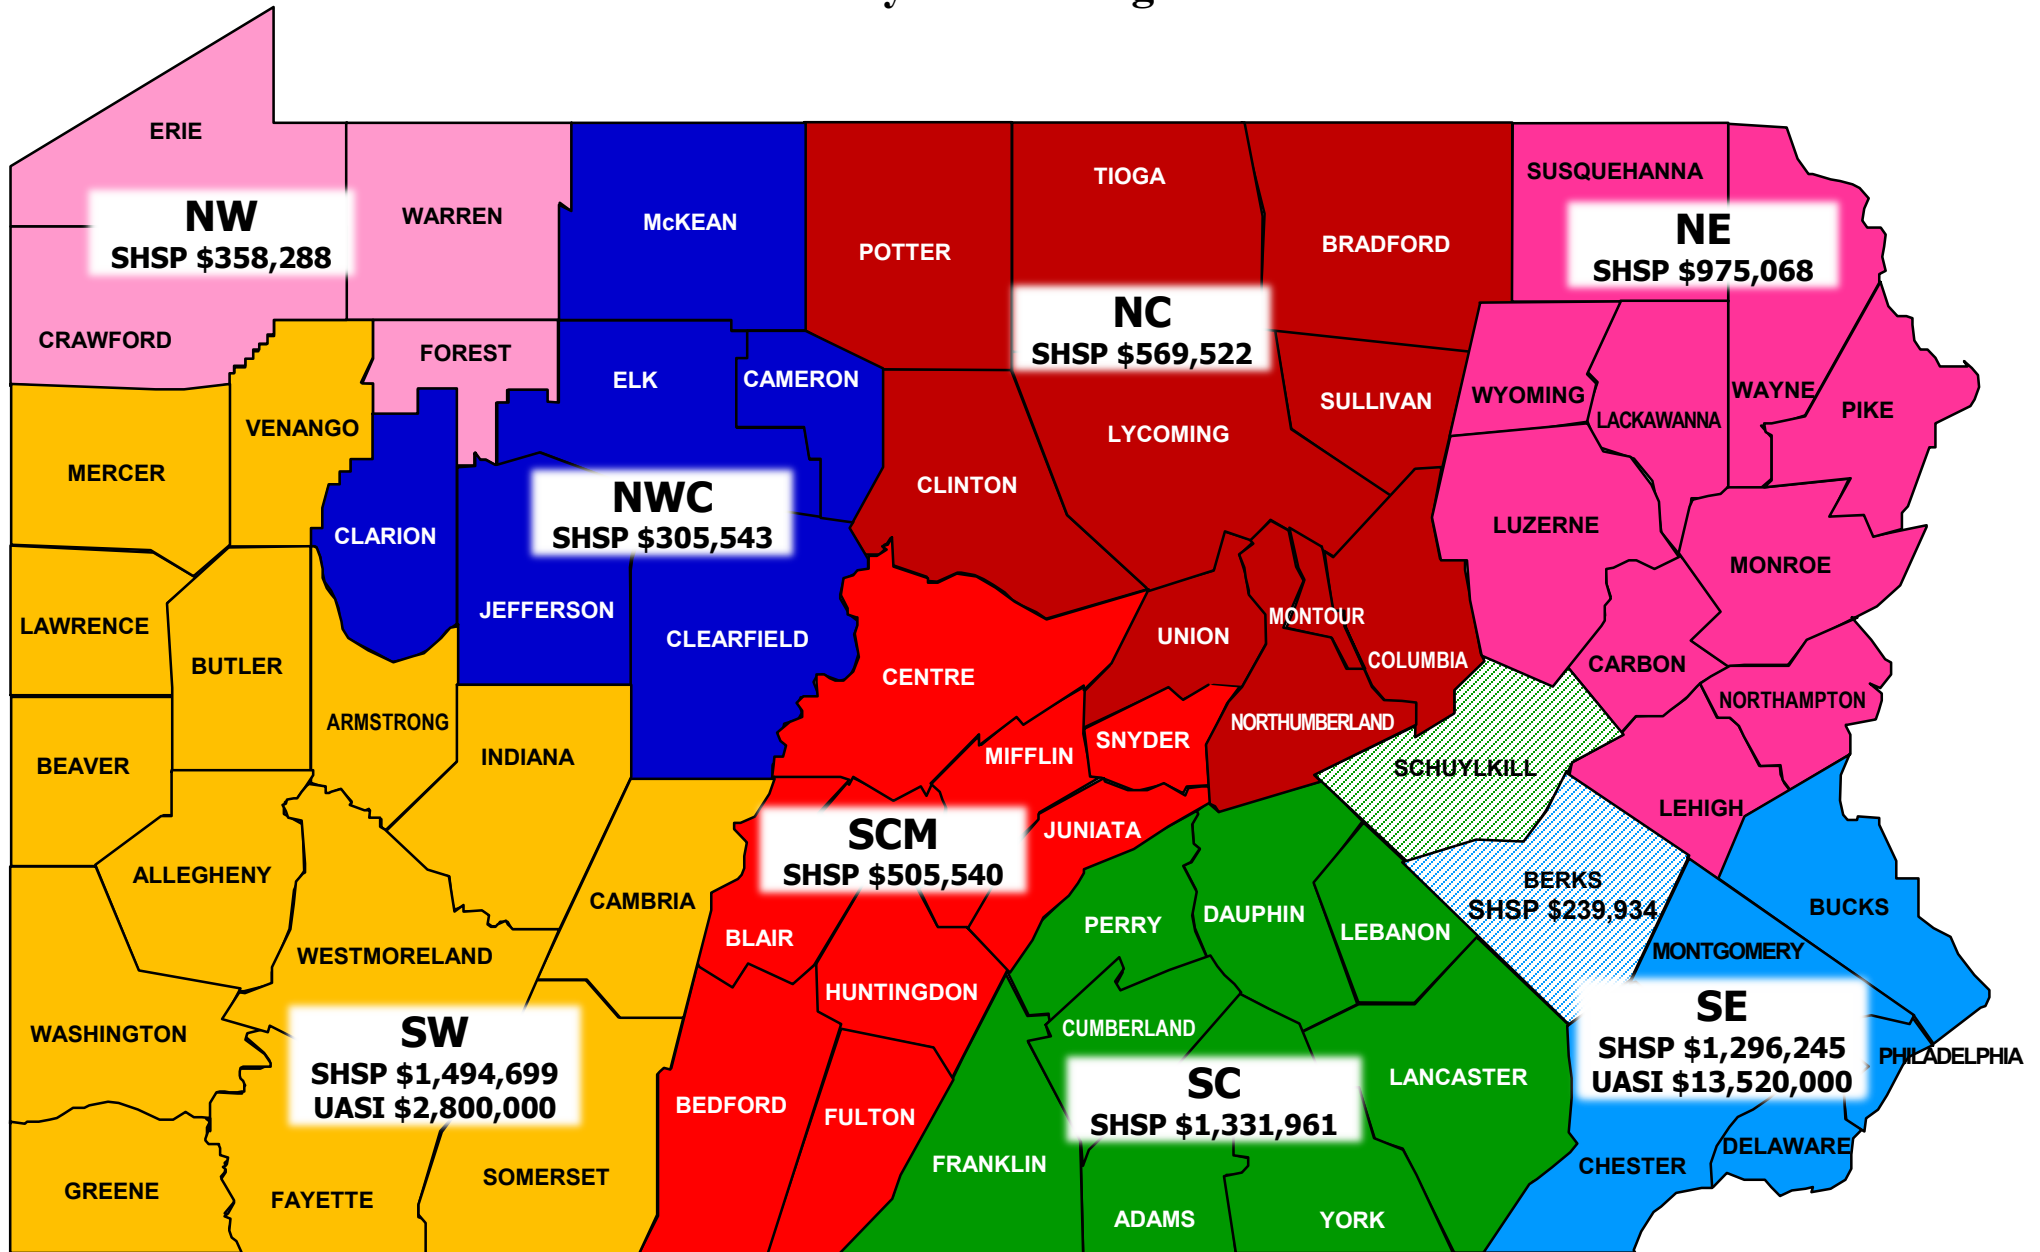 ERIE
NW
SHSP $358,288
WARREN
CRAWFORD
FOREST
McKEAN
ELK
CAMERON
CLARION
NWC
SHSP $305,543
JEFFERSON
CLEARFIELD
POTTER
TIOGA
BRADFORD
NC
SHSP $569,522
SULLIVAN
LYCOMING
CLINTON
UNION
MONTOUR
COLUMBIA
NORTHUMBERLAND
SUSQUEHANNA
NE
SHSP $975,068
WYOMING
LACKAWANNA
WAYNE
PIKE
LUZERNE
MONROE
CARBON
NORTHAMPTON
LEHIGH
VENANGO
MERCER
LAWRENCE
BUTLER
ARMSTRONG
INDIANA
BEAVER
ALLEGHENY
CAMBRIA
WESTMORELAND
WASHINGTON
SW
SHSP $1,494,699
UASI $2,800,000
GREENE
FAYETTE
SOMERSET
CENTRE
MIFFLIN
SNYDER
JUNIATA
SCM
SHSP $505,540
BLAIR
HUNTINGDON
BEDFORD
FULTON
SCHUYLKILL
PERRY
DAUPHIN
LEBANON
CUMBERLAND
SC
SHSP $1,331,961
LANCASTER
FRANKLIN
ADAMS
YORK
BERKS
SHSP $239,934
BUCKS
MONTGOMERY
SE
SHSP $1,296,245
UASI $13,520,000
PHILADELPHIA
DELAWARE
CHESTER